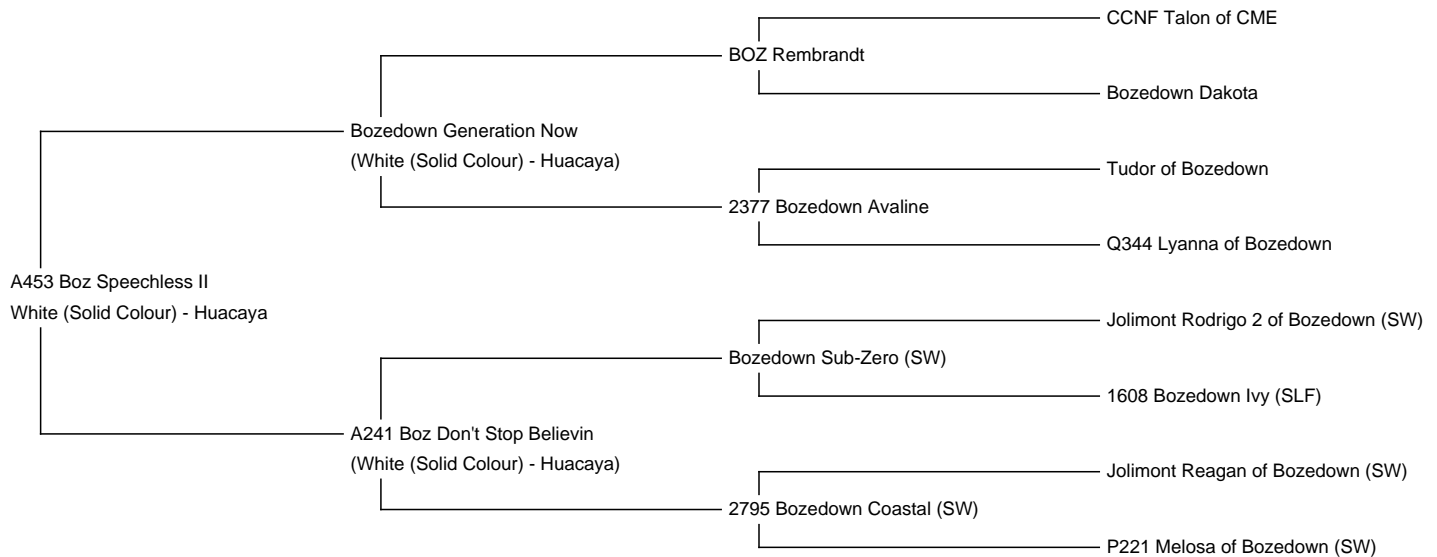 CCNF Talon of CME
BOZ Rembrandt
Bozedown Dakota
Bozedown Generation Now
(White (Solid Colour) - Huacaya)
Tudor of Bozedown
2377 Bozedown Avaline
Q344 Lyanna of Bozedown
A453 Boz Speechless II
White (Solid Colour) - Huacaya
Jolimont Rodrigo 2 of Bozedown (SW)
Bozedown Sub-Zero (SW)
1608 Bozedown Ivy (SLF)
A241 Boz Don't Stop Believin
(White (Solid Colour) - Huacaya)
Jolimont Reagan of Bozedown (SW)
2795 Bozedown Coastal (SW)
P221 Melosa of Bozedown (SW)